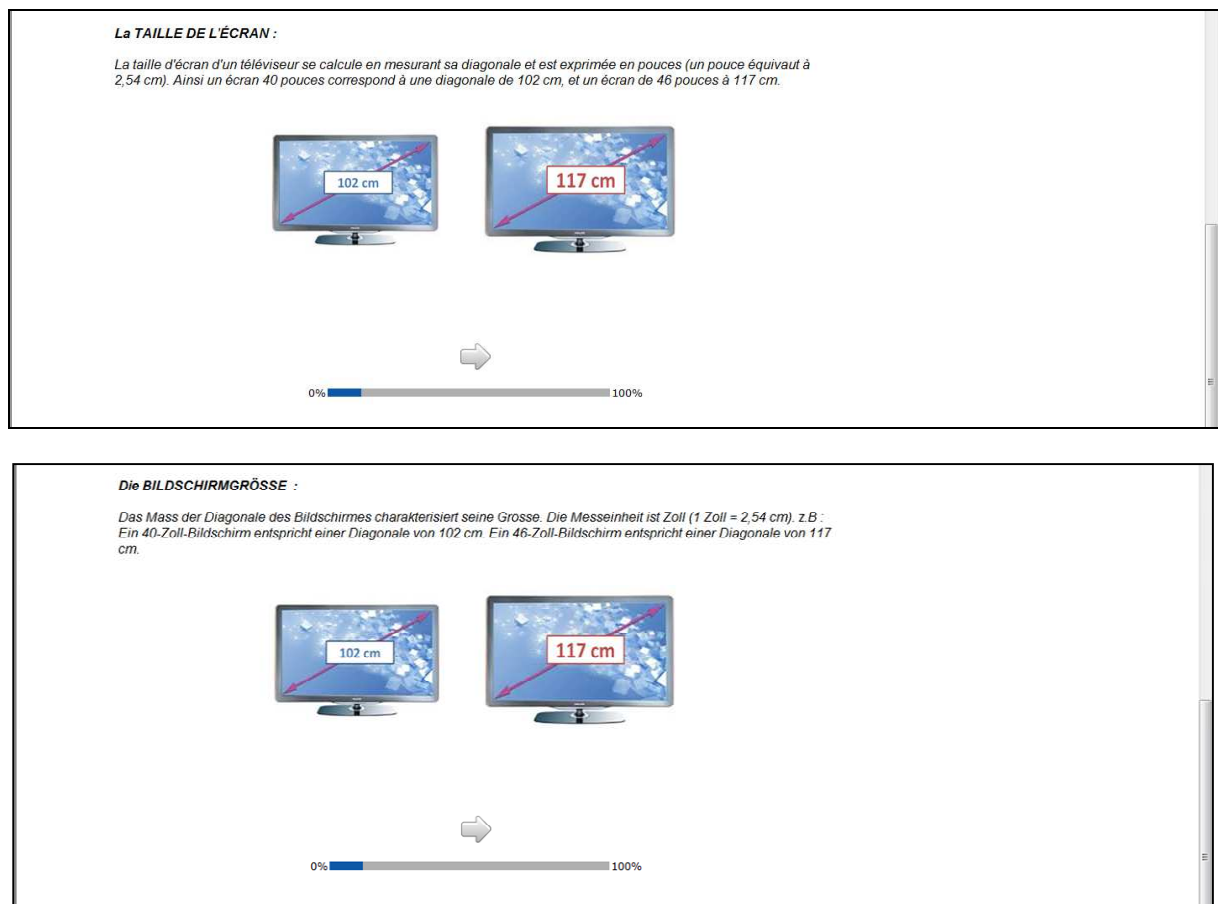 La TAILLE DE L'ÉCRAN :
La taille d'écran d'un téléviseur se calcule en mesurant sa diagonale et est exprimée en pouces (un pouce équivaut à
2,54 cm). Ainsi un écran 40 pouces correspond à une diagonale de 102 cm, et un écran de 46 pouces à 117 cm.
102 cm
117 cm
0% 100%
Die BILDSCHIRMGRÖSSE :
Das Mass der Diagonale des Bildschirmes charakterisiert seine Grosse. Die Messeinheit ist Zoll (1 Zoll = 2,54 cm). z.B :
Ein 40-Zoll-Bildschirm entspricht einer Diagonale von 102 cm. Ein 46-Zoll-Bildschirm entspricht einer Diagonale von 117
cm.
102 cm
117 cm
0% 100%